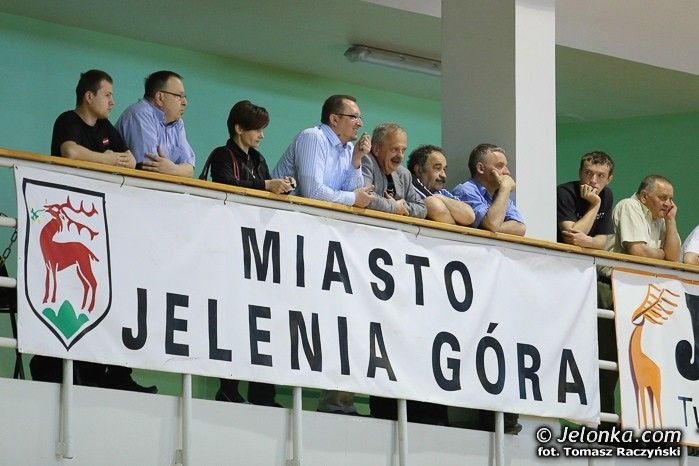 MIASTO
JELENIA GÓRA
© Jelonka.com
fot. Tomasz Raczyński